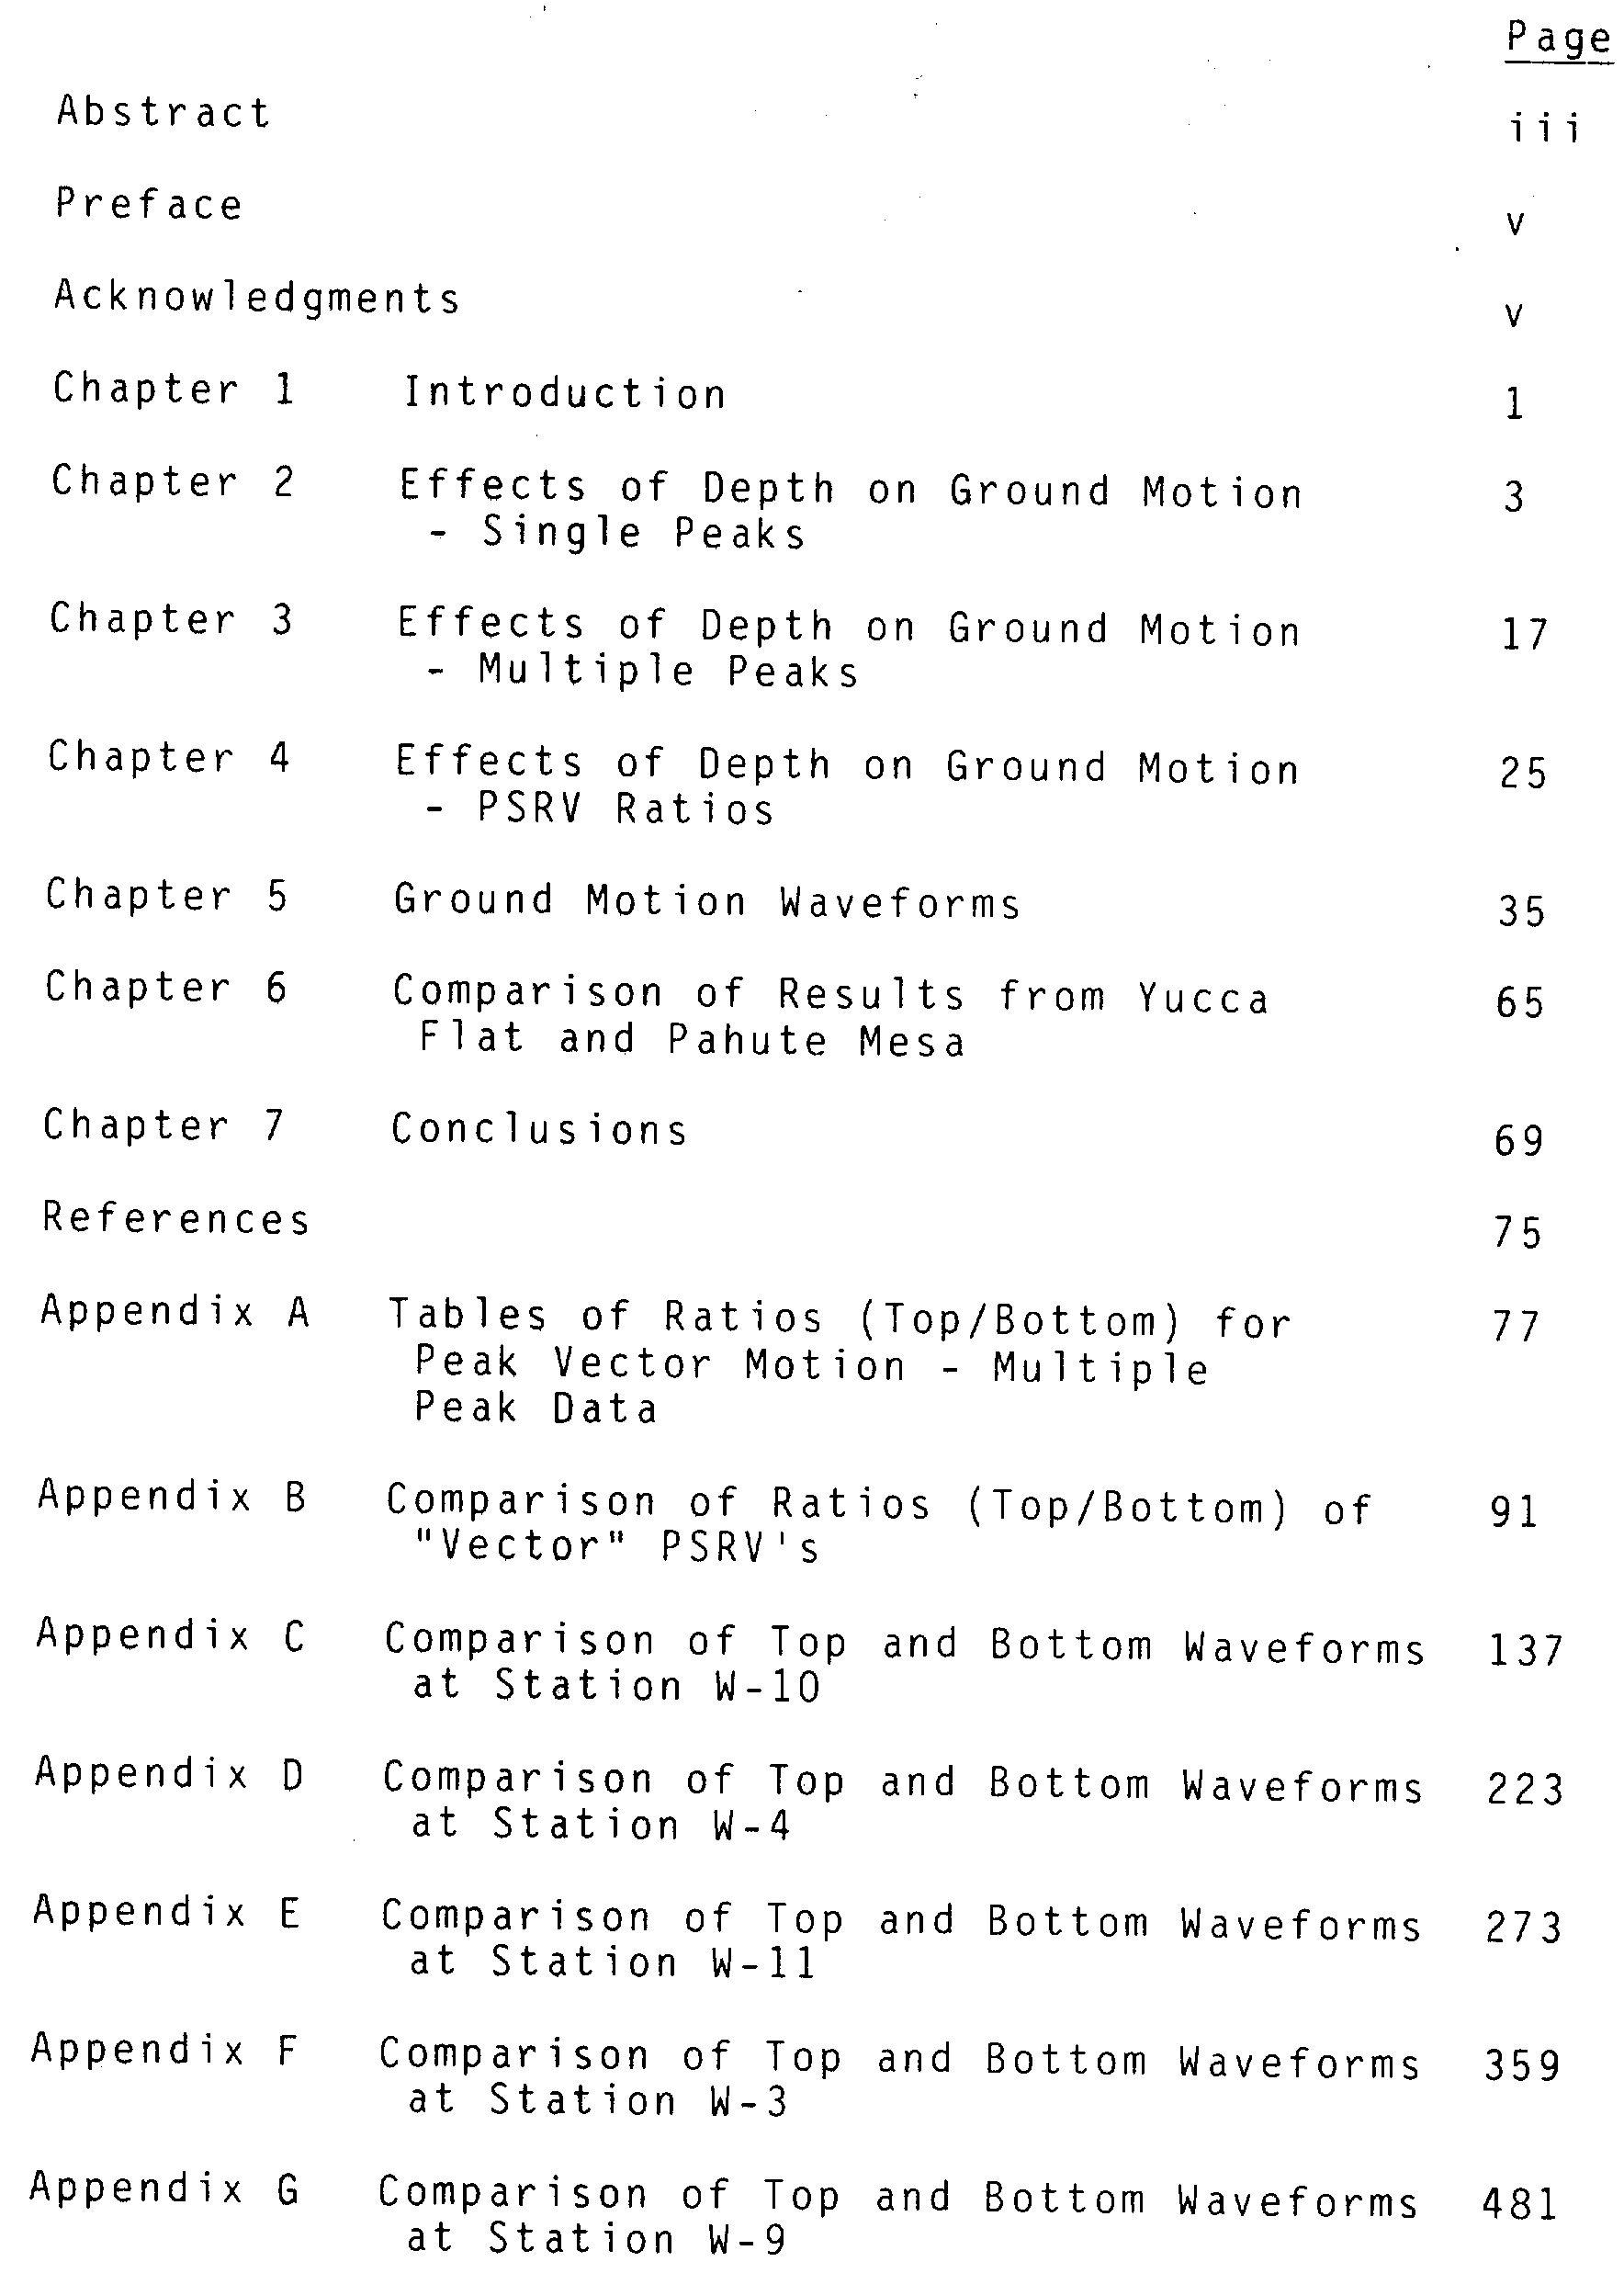 Page
Abstract iii
Preface v
Acknowledgments v
Chapter 1 Introduction 1
Chapter 2 Effects of Depth on Ground Motion 3
- Single Peaks
Chapter 3 Effects of Depth on Ground Motion 17
- Multiple Peaks
Chapter 4 Effects of Depth on Ground Motion 25
- PSRV Ratios
Chapter 5 Ground Motion Waveforms 35
Chapter 6 Comparison of Results from Yucca 65
Flat and Pahute Mesa
Chapter 7 Conclusions 69
References 75
Appendix A Tables of Ratios (Top/Bottom) for 77
Peak Vector Motion - Multiple
Peak Data
Appendix B Comparison of Ratios (Top/Bottom) of 91
"Vector" PSRV's
Appendix C Comparison of Top and Bottom Waveforms 137
at Station W-10
Appendix D Comparison of Top and Bottom Waveforms 223
at Station W-4
Appendix E Comparison of Top and Bottom Waveforms 273
at Station W-11
Appendix F Comparison of Top and Bottom Waveforms 359
at Station W-3
Appendix G Comparison of Top and Bottom Waveforms 481
at Station W-9